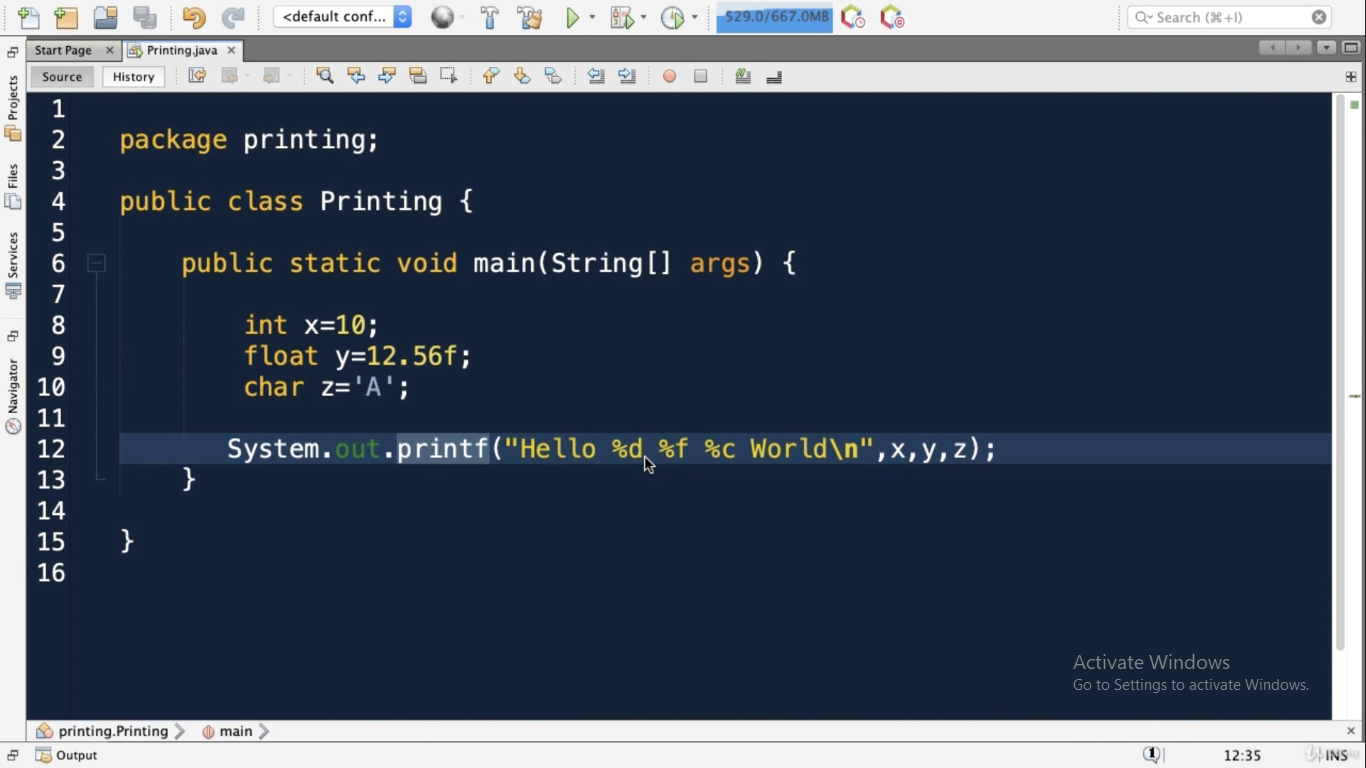 <default conf...
529.0/667.0MB
Search (⌘+I)
Start Page
Printing.java
Source
History
Projects
Files
Services
Navigator
1
2 package printing;
3
4 public class Printing {
5
6 public static void main(String[] args) {
7
8 int x=10;
9 float y=12.56f;
10 char z='A';
11
12 System.out.printf("Hello %d %f %c World\n",x,y,z);
13 }
14
15 }
16
Activate Windows
Go to Settings to activate Windows.
printing.Printing
main
Output
1
12:35
INS